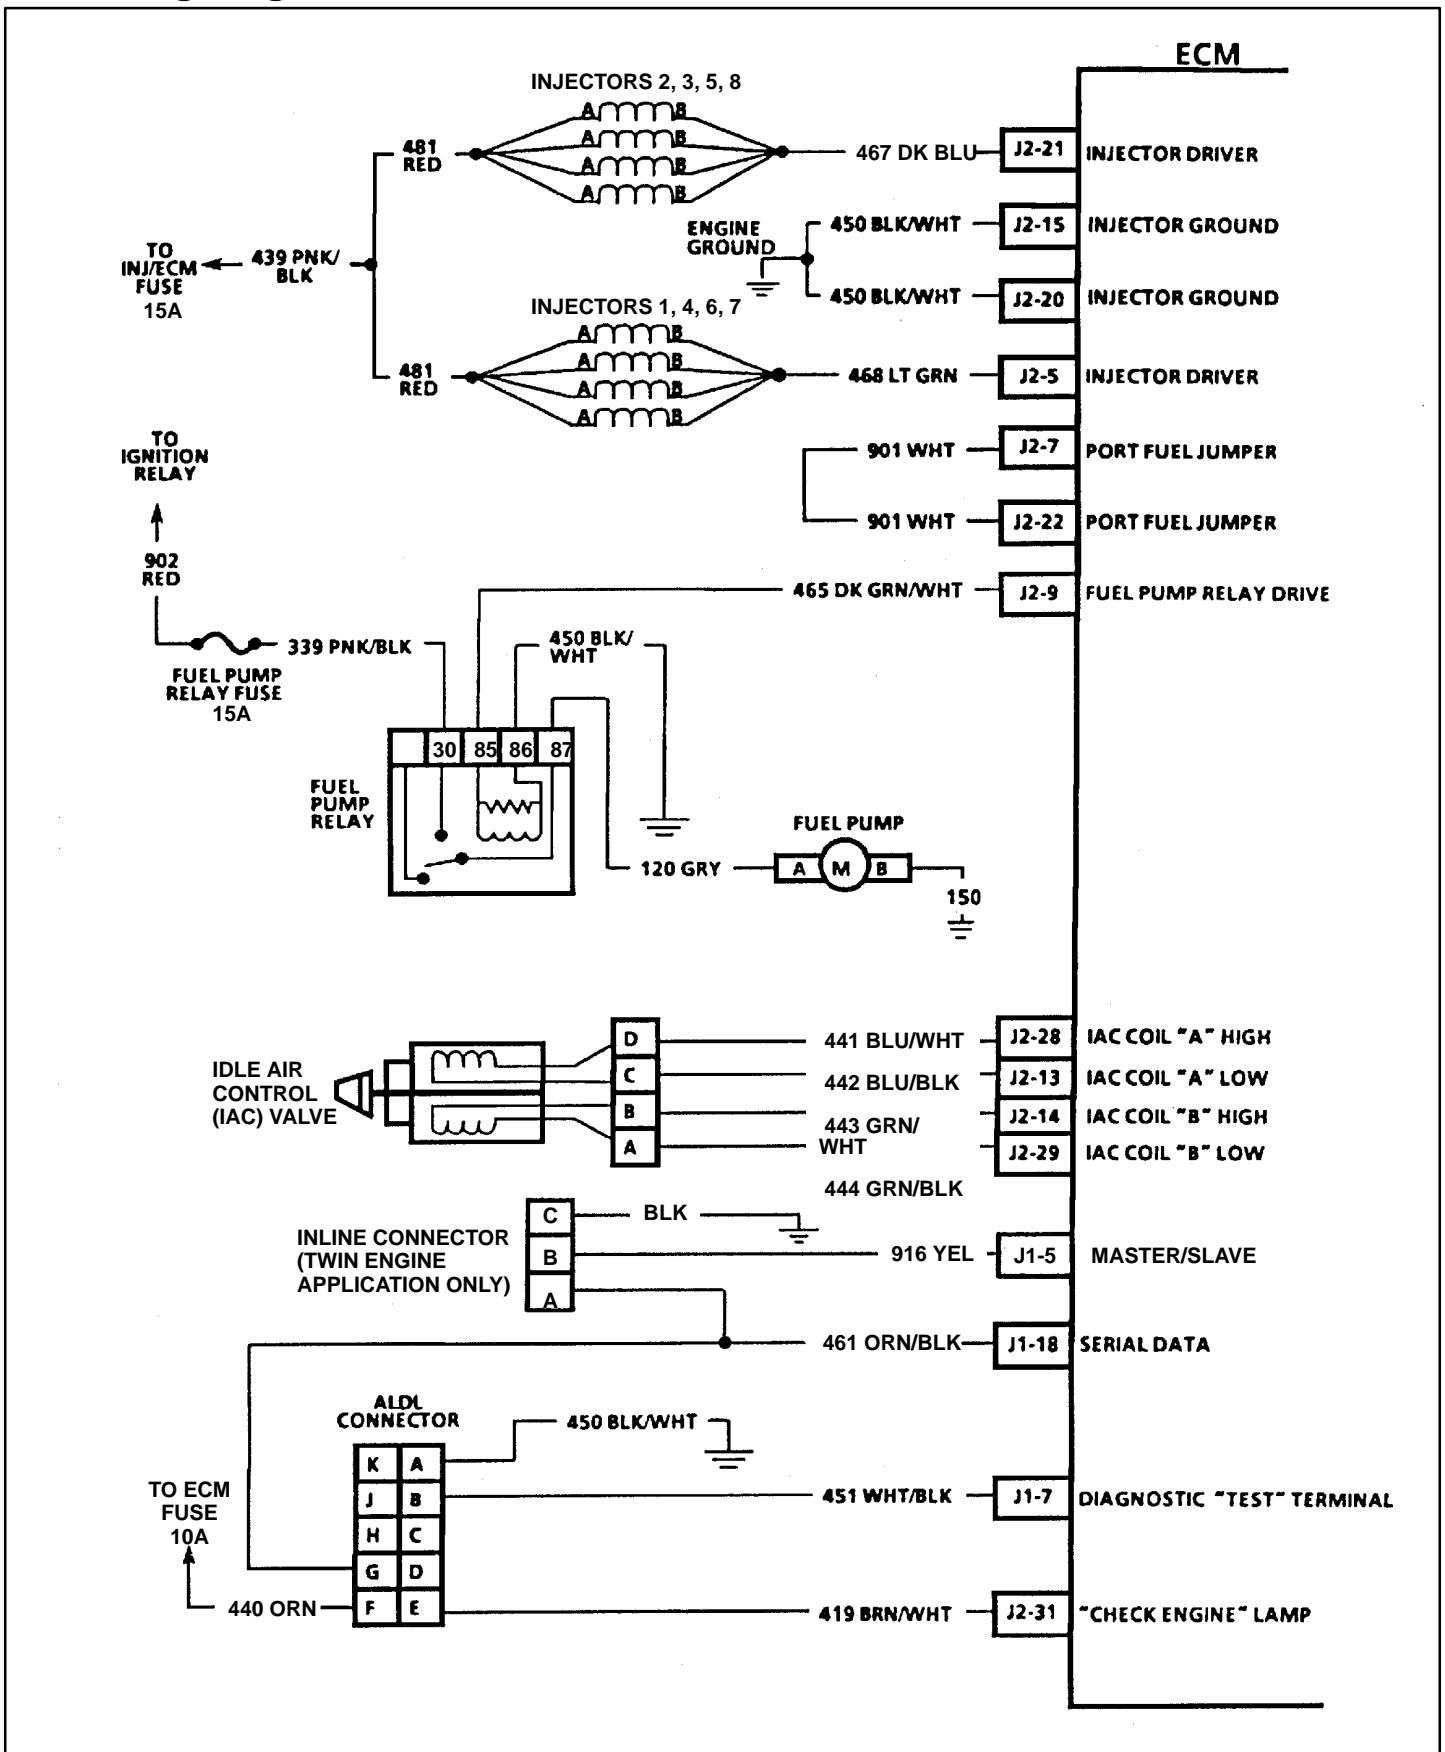 ECM
INJECTORS 2, 3, 5, 8
A B
A B
A B
A B
481
RED
467 DK BLU
J2-21 INJECTOR DRIVER
ENGINE
GROUND
450 BLK/WHT
J2-15 INJECTOR GROUND
TO
INJ/ECM
FUSE
15A
439 PNK/
BLK
450 BLK/WHT
J2-20 INJECTOR GROUND
INJECTORS 1, 4, 6, 7
A B
A B
A B
A B
481
RED
468 LT GRN
J2-5 INJECTOR DRIVER
TO
IGNITION
RELAY
901 WHT
J2-7 PORT FUEL JUMPER
901 WHT
J2-22 PORT FUEL JUMPER
902
RED
465 DK GRN/WHT
J2-9 FUEL PUMP RELAY DRIVE
339 PNK/BLK
450 BLK/
WHT
FUEL PUMP
RELAY FUSE
15A
30 85 86 87
FUEL
PUMP
RELAY
FUEL PUMP
120 GRY
A M B
150
IDLE AIR
CONTROL
(IAC) VALVE
D
C
B
A
441 BLU/WHT
J2-28 IAC COIL "A" HIGH
442 BLU/BLK
J2-13 IAC COIL "A" LOW
443 GRN/
WHT
J2-14 IAC COIL "B" HIGH
J2-29 IAC COIL "B" LOW
444 GRN/BLK
INLINE CONNECTOR
(TWIN ENGINE
APPLICATION ONLY)
C
B
A
BLK
916 YEL
J1-5 MASTER/SLAVE
461 ORN/BLK
J1-18 SERIAL DATA
ALDL
CONNECTOR
450 BLK/WHT
K A
J B
H C
G D
F E
TO ECM
FUSE
10A
440 ORN
451 WHT/BLK
J1-7 DIAGNOSTIC "TEST" TERMINAL
419 BRN/WHT
J2-31 "CHECK ENGINE" LAMP